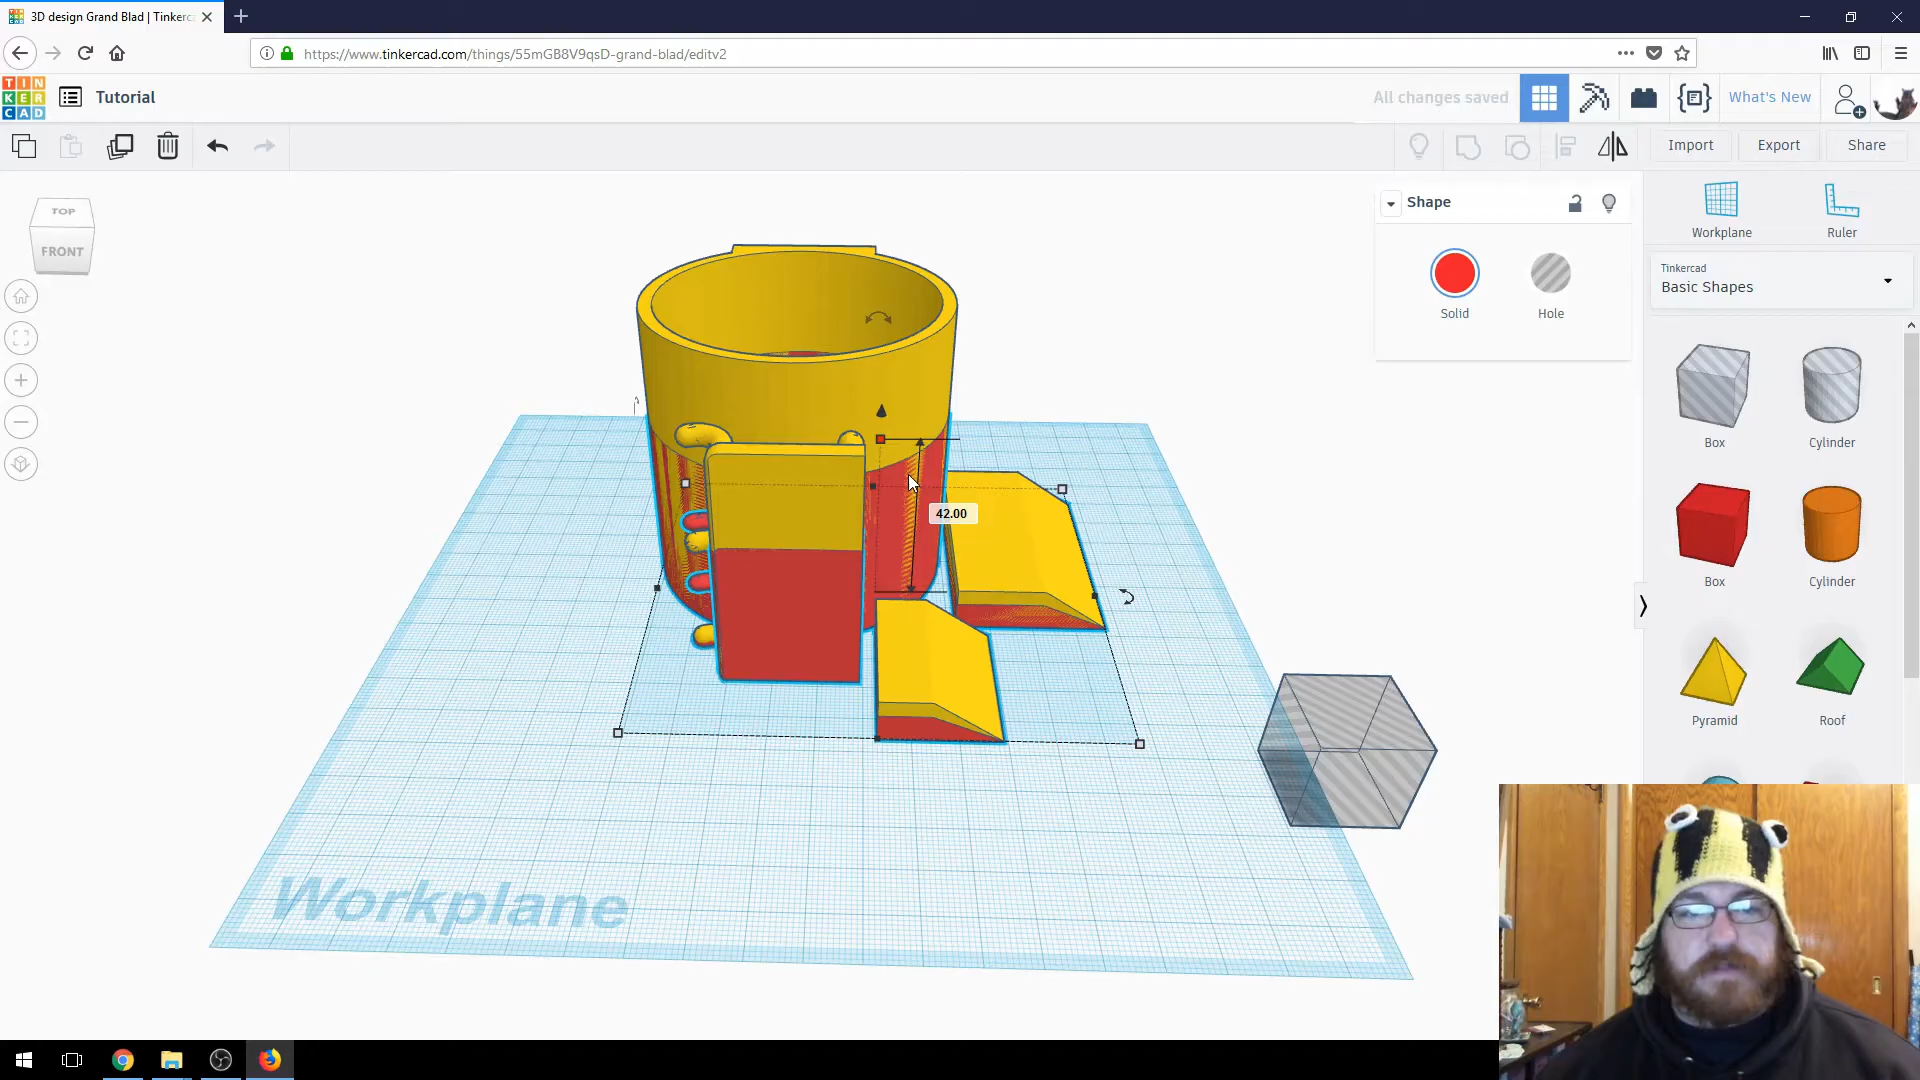 3D design Grand Blad | Tinkerc
https://www.tinkercad.com/things/55mGB8V9qsD-grand-blad/editv2
TIN
KER
CAD
Tutorial
All changes saved
What's New
Import
Export
Share
TOP
FRONT
Shape
Solid
Hole
Workplane
Ruler
Tinkercad
Basic Shapes
Box
Cylinder
Box
Cylinder
Pyramid
Roof
42.00
Workplane